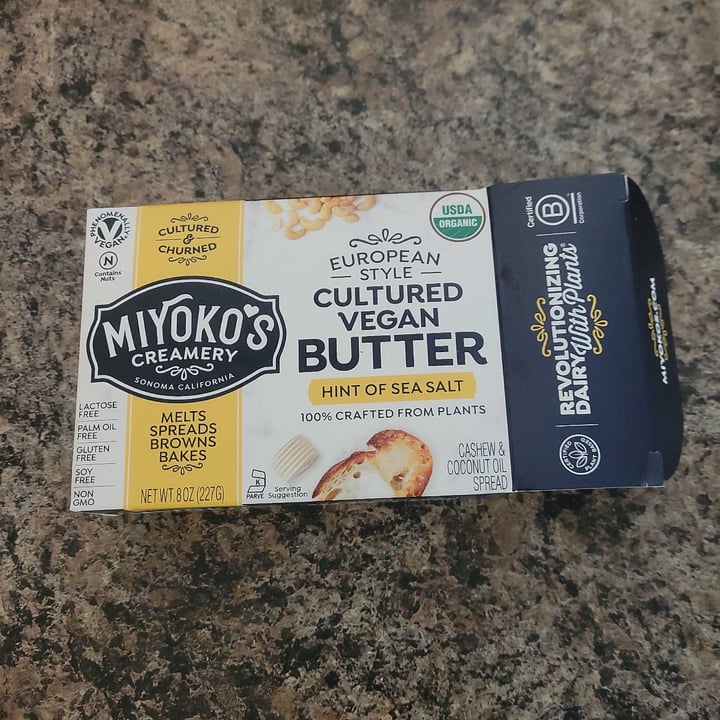 PHENOMENALLY
VEGAN
V
N
Contains
Nuts
CULTURED
&
CHURNED
MIYOKO'S
CREAMERY
SONOMA CALIFORNIA
LACTOSE
FREE
PALM OIL
FREE
GLUTEN
FREE
SOY
FREE
NON
GMO
MELTS
SPREADS
BROWNS
BAKES
NET WT. 8 OZ (227G)
USDA
ORGANIC
EUROPEAN
STYLE
CULTURED
VEGAN
BUTTER
HINT OF SEA SALT
100% CRAFTED FROM PLANTS
K
PARVE
Serving
Suggestion
CASHEW &
COCONUT OIL
SPREAD
Certified
B
Corporation
REVOLUTIONIZING
DAIRY With Plants
MIYOKOS.COM
CERTIFIED